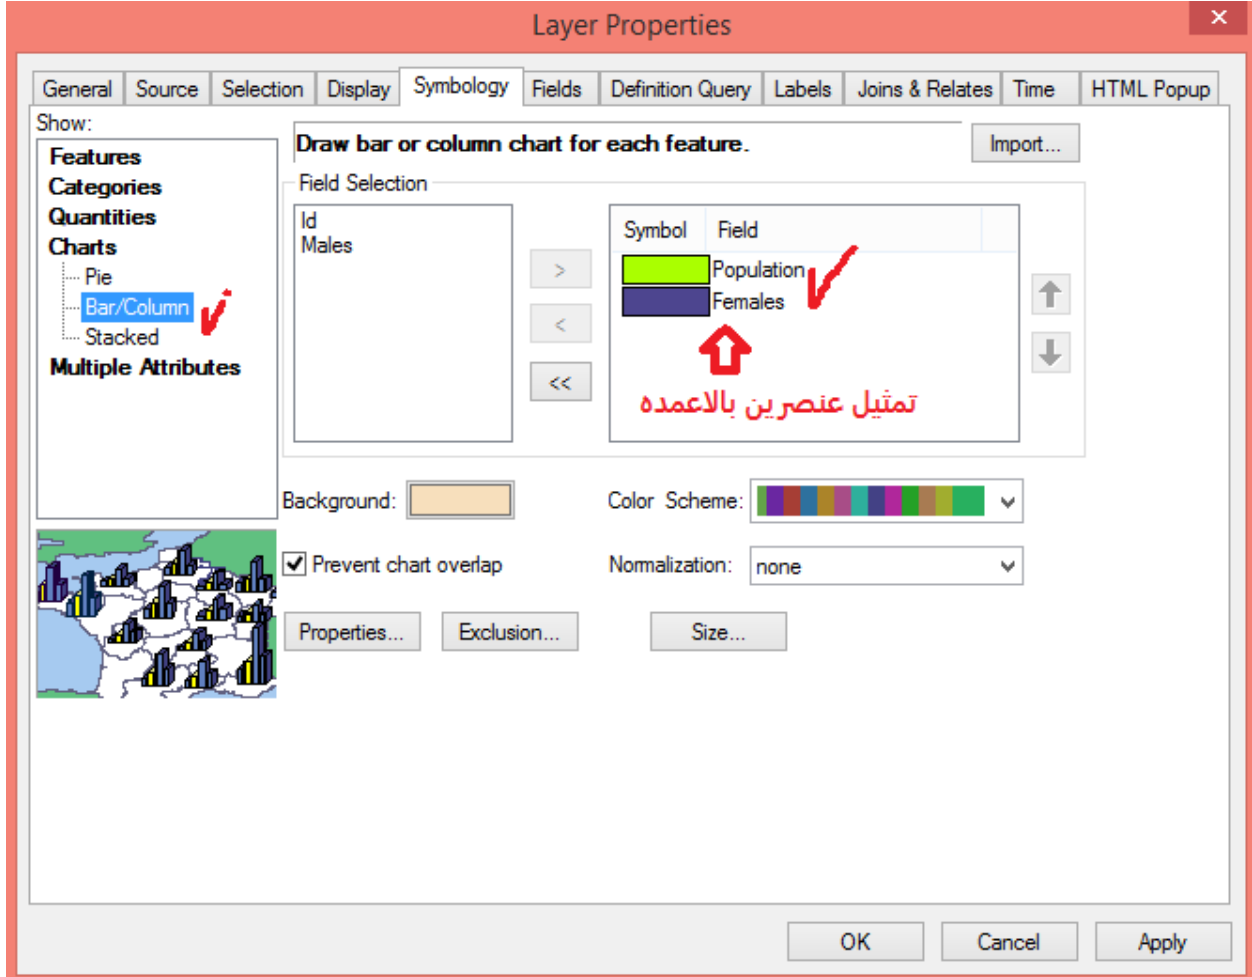 Layer Properties
×
General Source Selection Display Symbology Fields Definition Query Labels Joins & Relates Time HTML Popup
Show:
Features
Categories
Quantities
Charts
Pie
Bar/Column
Stacked
Multiple Attributes
Draw bar or column chart for each feature.
Import...
Field Selection
Id
Males
>
<
<<
Symbol Field
Population
Females
تمثيل عنصرين بالاعمده
Background:
Color Scheme:
Prevent chart overlap
Normalization: none
Properties... Exclusion... Size...
OK Cancel Apply